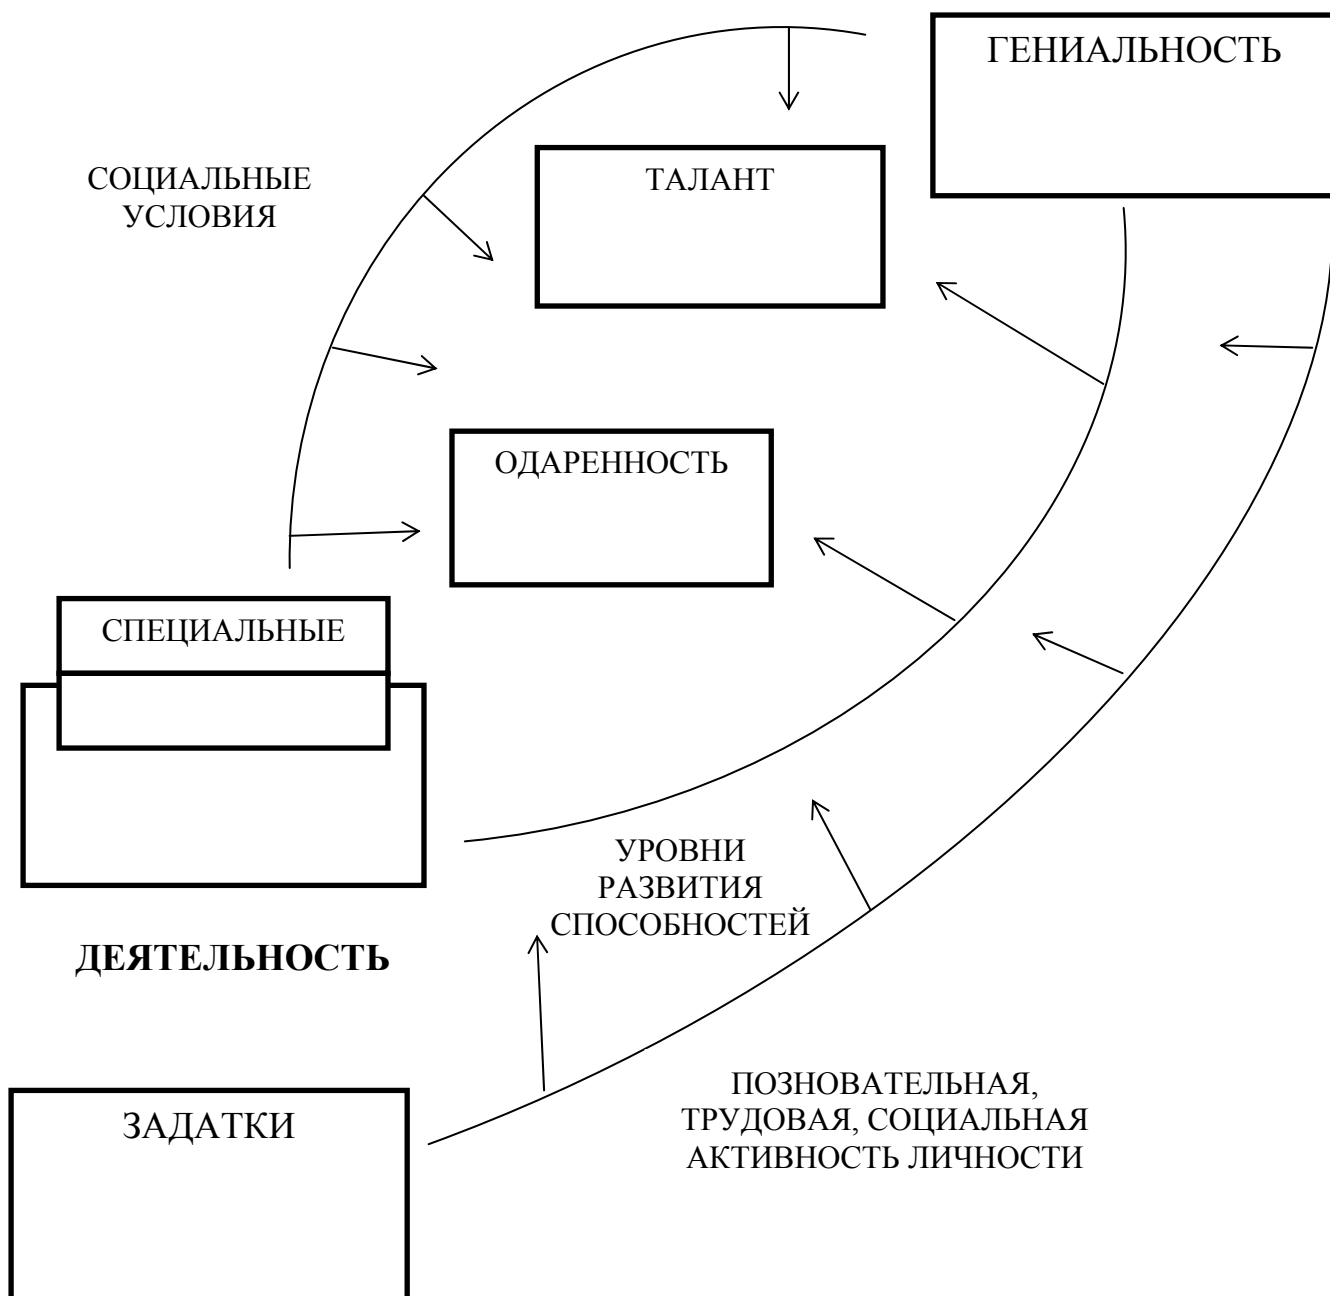 ГЕНИАЛЬНОСТЬ
ТАЛАНТ
СОЦИАЛЬНЫЕ
УСЛОВИЯ
ОДАРЕННОСТЬ
СПЕЦИАЛЬНЫЕ
УРОВНИ
РАЗВИТИЯ
СПОСОБНОСТЕЙ
ДЕЯТЕЛЬНОСТЬ
ЗАДАТКИ
ПОЗНОВАТЕЛЬНАЯ,
ТРУДОВАЯ, СОЦИАЛЬНАЯ
АКТИВНОСТЬ ЛИЧНОСТИ